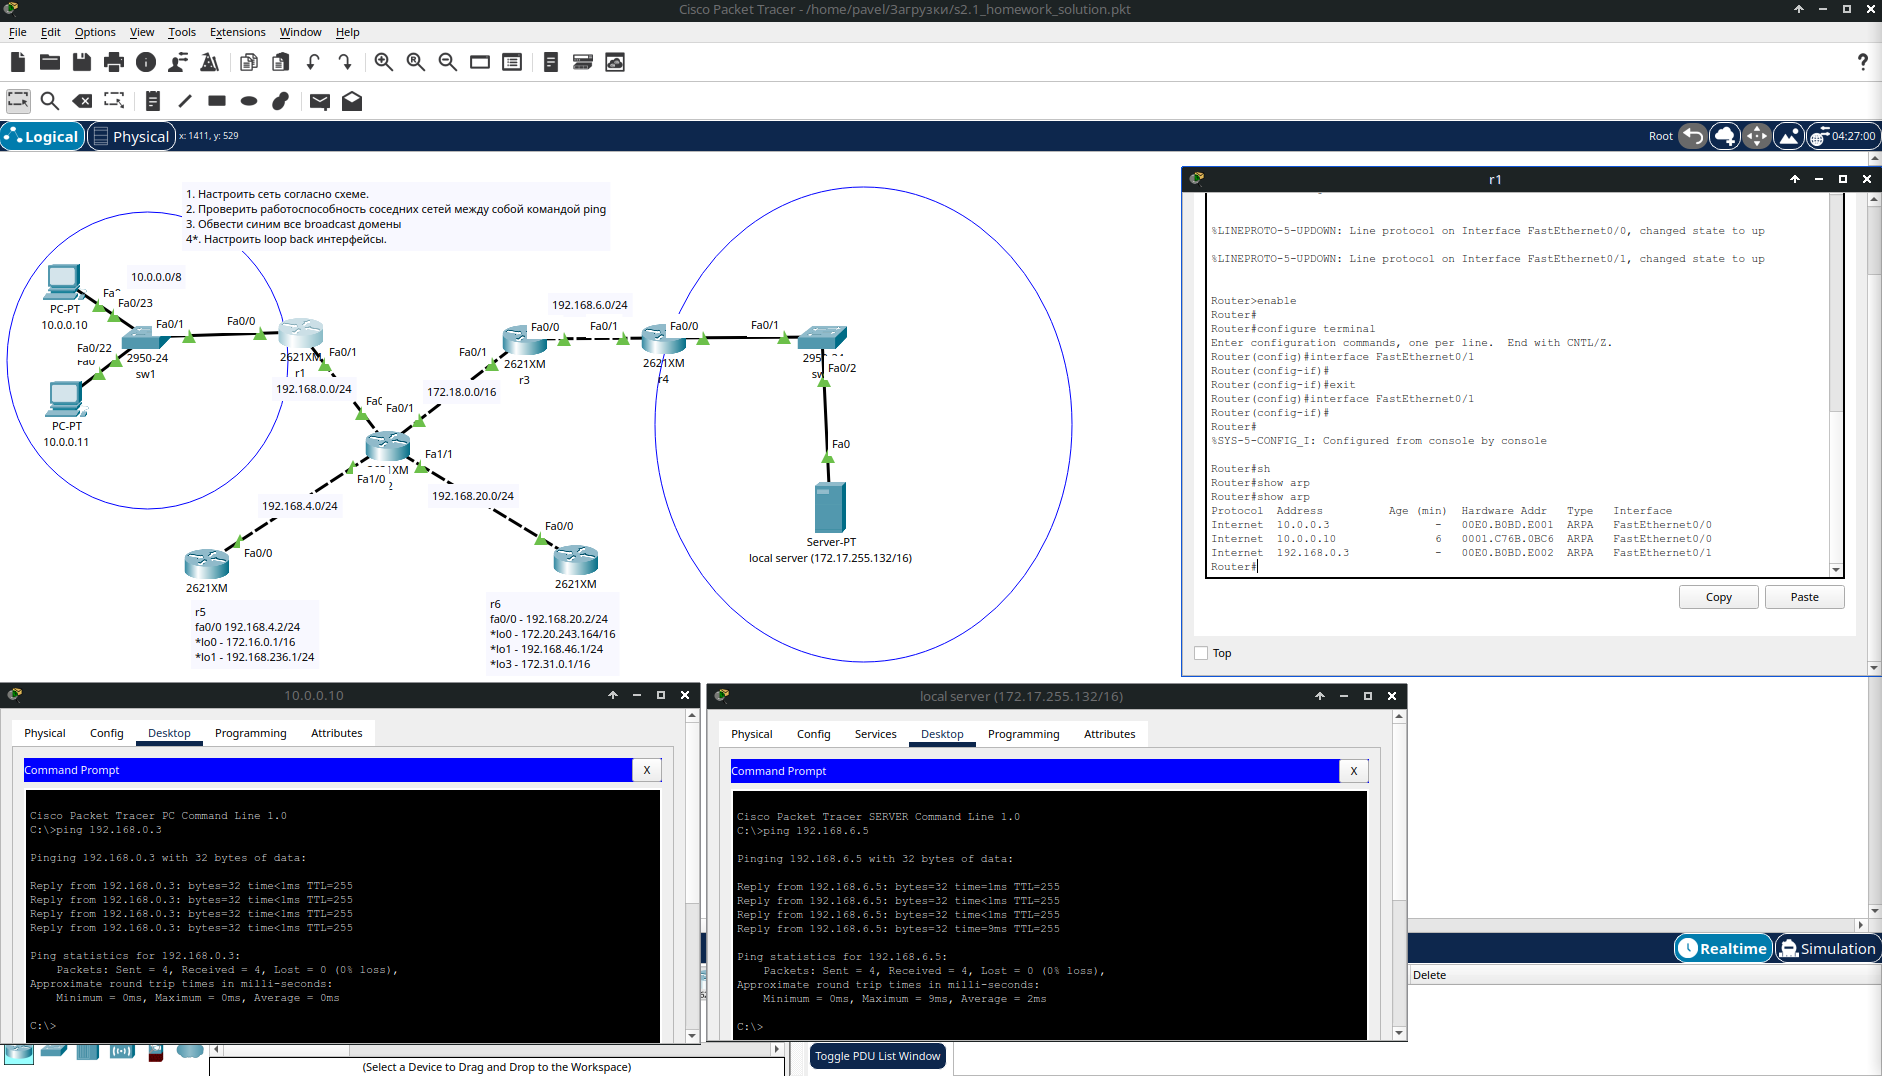 Cisco Packet Tracer - /home/pavel/Загрузки/s2.1_homework_solution.pkt
File Edit Options View Tools Extensions Window Help
Logical Physical x: 1411, y: 529 Root 04:27:00
1. Настроить сеть согласно схеме.
2. Проверить работоспособность соседних сетей между собой командой ping
3. Обвести синим все broadcast домены
4*. Настроить loop back интерфейсы.
10.0.0.0/8
Fa0/23
PC-PT
10.0.0.10
Fa0/1
Fa0/0
Fa0/22
2950-24
sw1
PC-PT
10.0.0.11
2621XM
r1
Fa0/1
192.168.0.0/24
Fa0/1
192.168.6.0/24
Fa0/0
Fa0/1
Fa0/0
Fa0/1
Fa0/1
2621XM
r3
2621XM
r4
172.18.0.0/16
Fa0/2
Fa0
Fa1/1
Fa1/0
192.168.4.0/24
192.168.20.0/24
Fa0/0
Fa0/0
2621XM
2621XM
Server-PT
local server (172.17.255.132/16)
r5
fa0/0 192.168.4.2/24
*lo0 - 172.16.0.1/16
*lo1 - 192.168.236.1/24
r6
fa0/0 - 192.168.20.2/24
*lo0 - 172.20.243.164/16
*lo1 - 192.168.46.1/24
*lo3 - 172.31.0.1/16
r1
%LINEPROTO-5-UPDOWN: Line protocol on Interface FastEthernet0/0, changed state to up
%LINEPROTO-5-UPDOWN: Line protocol on Interface FastEthernet0/1, changed state to up
Router>enable
Router#
Router#configure terminal
Enter configuration commands, one per line. End with CNTL/Z.
Router(config)#interface FastEthernet0/1
Router(config-if)#
Router(config-if)#exit
Router(config)#interface FastEthernet0/1
Router(config-if)#
Router#
%SYS-5-CONFIG_I: Configured from console by console
Router#sh
Router#show arp
Router#show arp
Protocol Address Age (min) Hardware Addr Type Interface
Internet 10.0.0.3 - 00E0.B0BD.E001 ARPA FastEthernet0/0
Internet 10.0.0.10 6 0001.C76B.0BC6 ARPA FastEthernet0/0
Internet 192.168.0.3 - 00E0.B0BD.E002 ARPA FastEthernet0/1
Router#
Copy Paste
Top
10.0.0.10
Physical Config Desktop Programming Attributes
Command Prompt X
Cisco Packet Tracer PC Command Line 1.0
C:\>ping 192.168.0.3
Pinging 192.168.0.3 with 32 bytes of data:
Reply from 192.168.0.3: bytes=32 time<1ms TTL=255
Reply from 192.168.0.3: bytes=32 time<1ms TTL=255
Reply from 192.168.0.3: bytes=32 time<1ms TTL=255
Reply from 192.168.0.3: bytes=32 time<1ms TTL=255
Ping statistics for 192.168.0.3:
Packets: Sent = 4, Received = 4, Lost = 0 (0% loss),
Approximate round trip times in milli-seconds:
Minimum = 0ms, Maximum = 0ms, Average = 0ms
C:\>
local server (172.17.255.132/16)
Physical Config Services Desktop Programming Attributes
Command Prompt X
Cisco Packet Tracer SERVER Command Line 1.0
C:\>ping 192.168.6.5
Pinging 192.168.6.5 with 32 bytes of data:
Reply from 192.168.6.5: bytes=32 time=1ms TTL=255
Reply from 192.168.6.5: bytes=32 time<1ms TTL=255
Reply from 192.168.6.5: bytes=32 time<1ms TTL=255
Reply from 192.168.6.5: bytes=32 time=9ms TTL=255
Ping statistics for 192.168.6.5:
Packets: Sent = 4, Received = 4, Lost = 0 (0% loss),
Approximate round trip times in milli-seconds:
Minimum = 0ms, Maximum = 9ms, Average = 2ms
C:\>
Realtime Simulation
Delete
Toggle PDU List Window
(Select a Device to Drag and Drop to the Workspace)